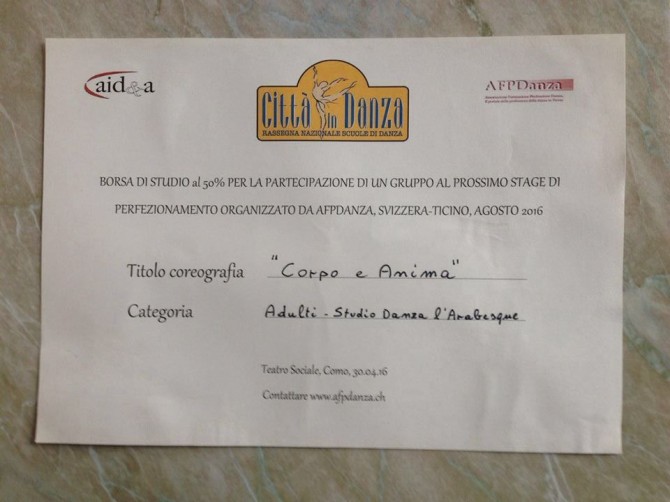 aid&a
Città in Danza
RASSEGNA NAZIONALE SCUOLE DI DANZA
AFPDanza
BORSA DI STUDIO al 50% PER LA PARTECIPAZIONE DI UN GRUPPO AL PROSSIMO STAGE DI
PERFEZIONAMENTO ORGANIZZATO DA AFPDANZA, SVIZZERA-TICINO, AGOSTO 2016
Titolo coreografia "Corpo e Anima"
Categoria Adulti - Studio Danza l'Arabesque
Teatro Sociale, Como, 30.04.16
Contattare www.afpdanza.ch